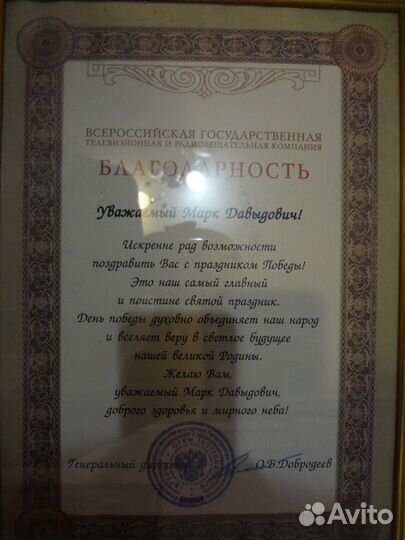 ВСЕРОССИЙСКАЯ ГОСУДАРСТВЕННАЯ
ТЕЛЕВИЗИОННАЯ И РАДИОВЕЩАТЕЛЬНАЯ КОМПАНИЯ
БЛАГОДАРНОСТЬ
Уважаемый Марк Давыдович!
Искренне рад возможности
поздравить Вас с праздником Победы!
Это наш самый главный
и поистине святой праздник.
День победы духовно объединяет наш народ
и вселяет веру в светлое будущее
нашей великой Родины.
Желаю Вам,
уважаемый Марк Давыдович,
доброго здоровья и мирного неба!
Генеральный директор О.Б.Добродеев
Avito